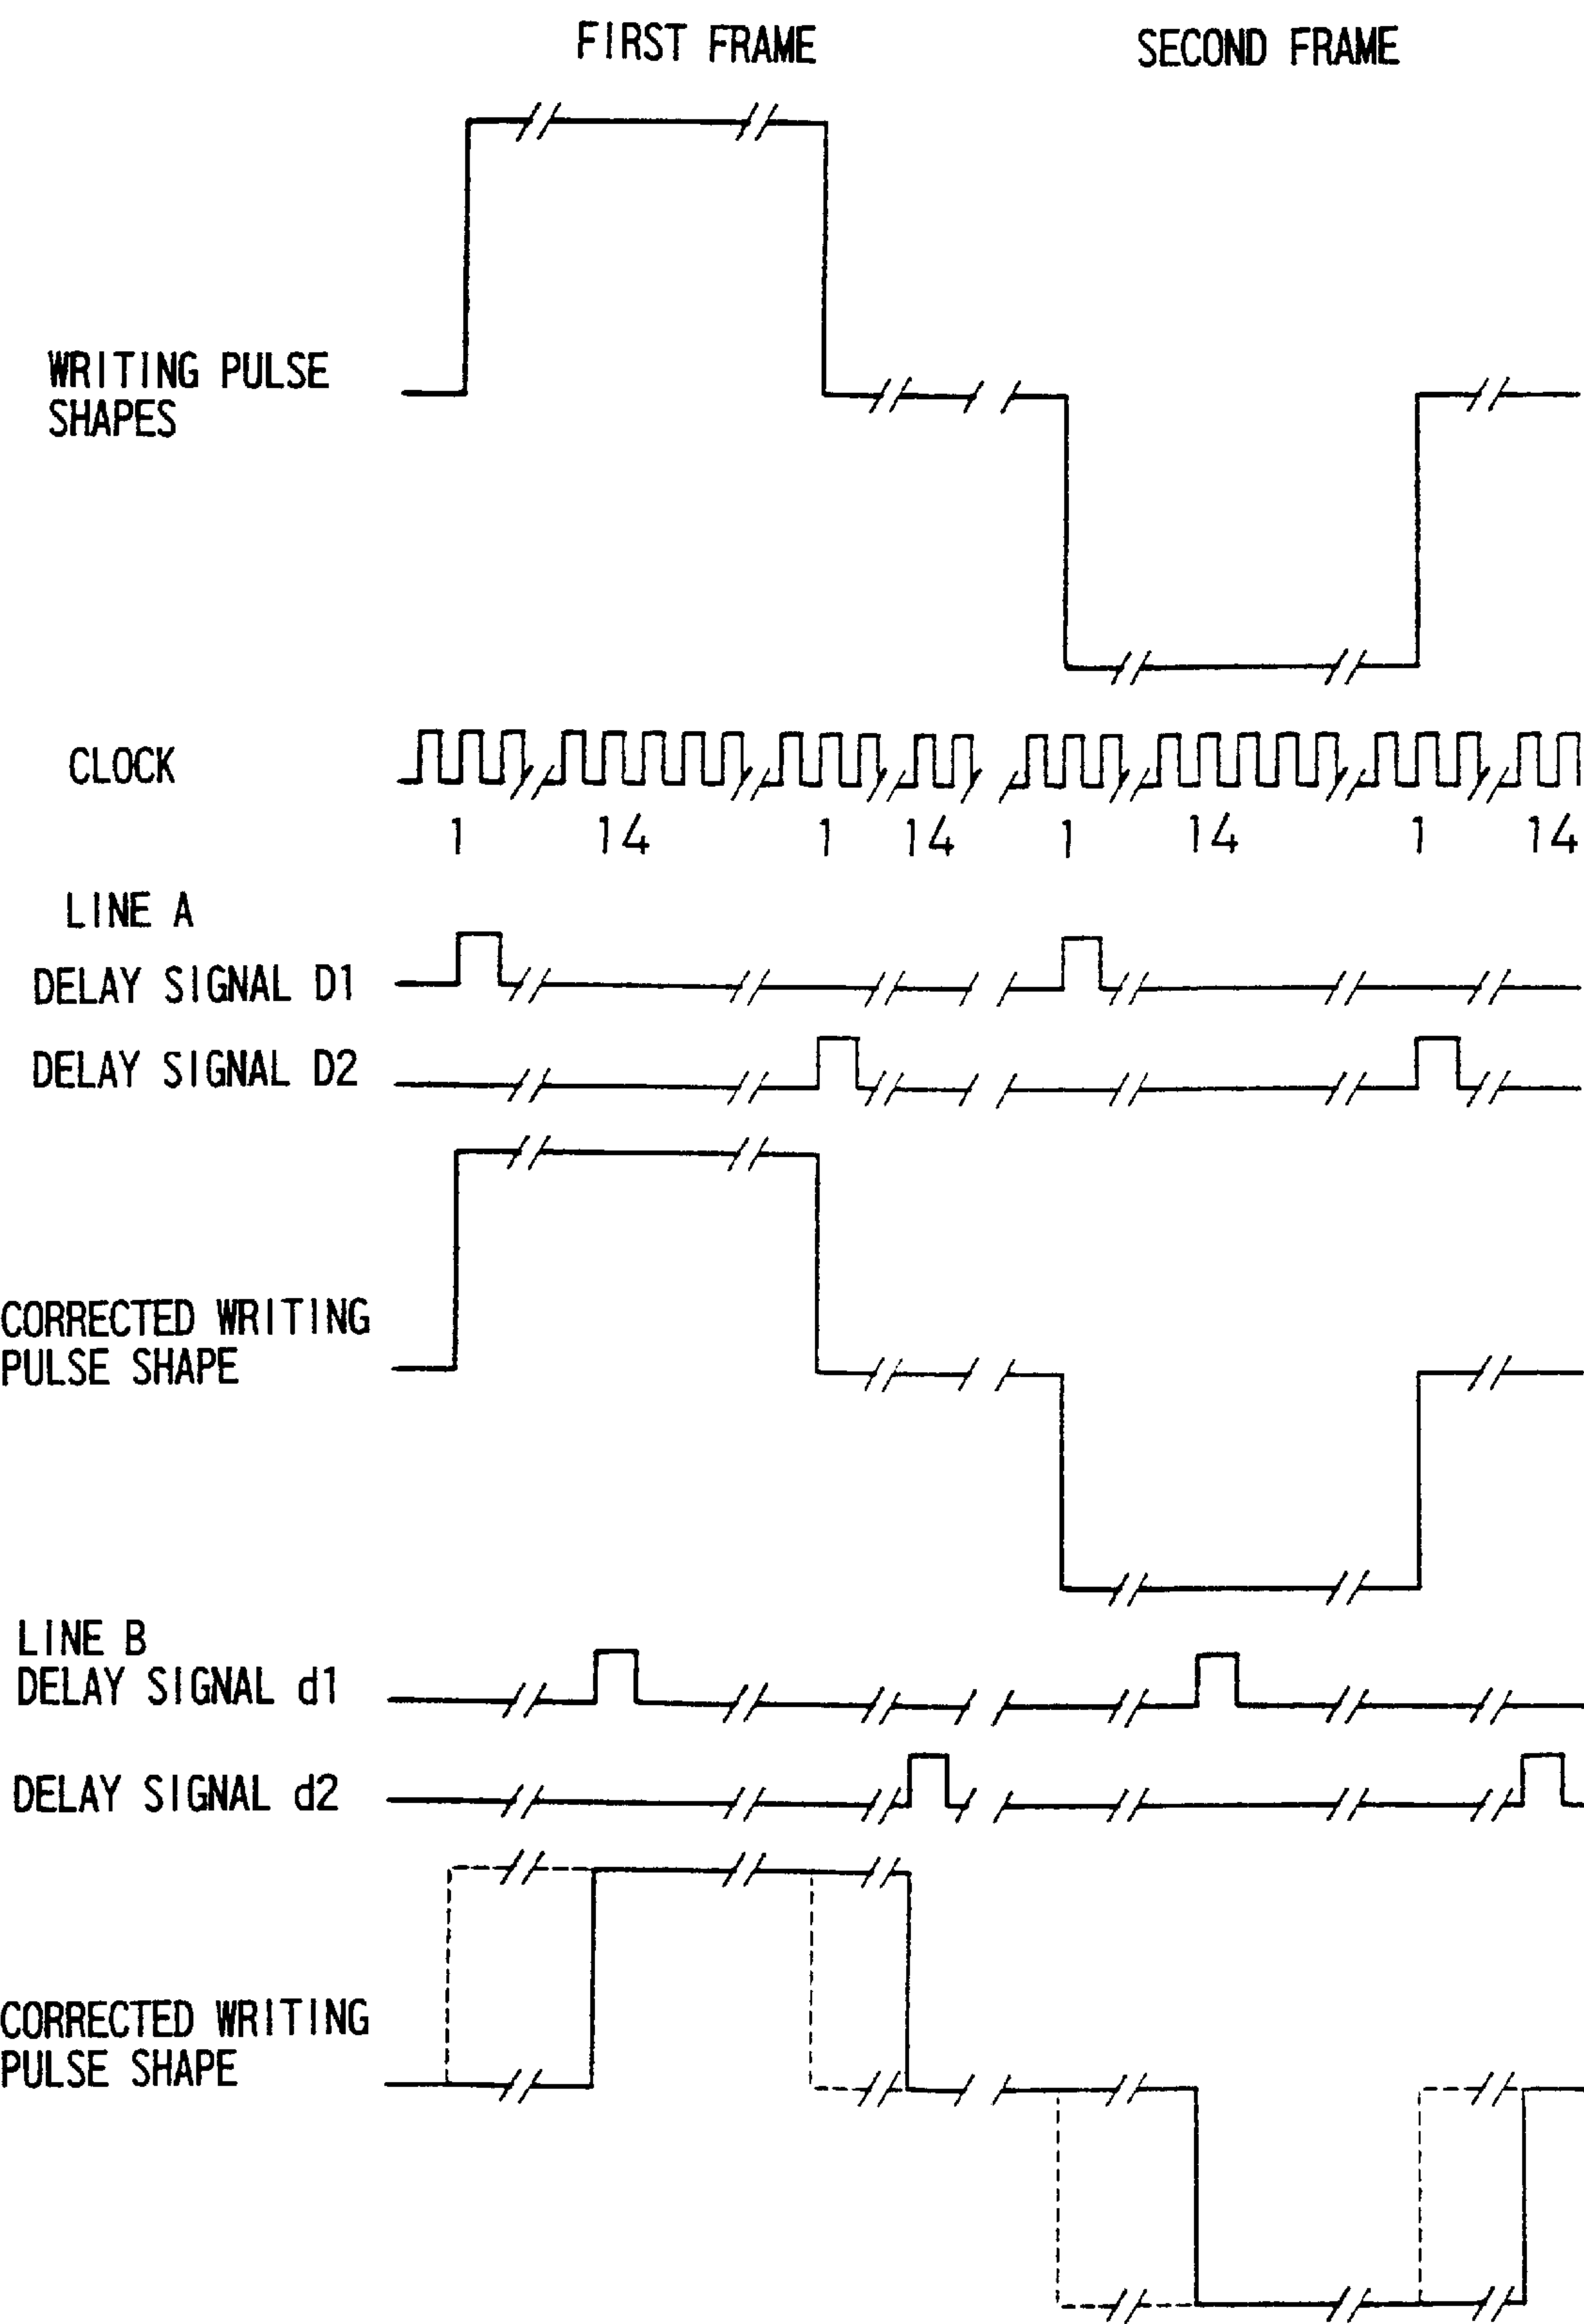 FIRST FRAME SECOND FRAME
WRITING PULSE
SHAPES
CLOCK
1 14 1 14 1 14 1 14
LINE A
DELAY SIGNAL D1
DELAY SIGNAL D2
CORRECTED WRITING
PULSE SHAPE
LINE B
DELAY SIGNAL d1
DELAY SIGNAL d2
CORRECTED WRITING
PULSE SHAPE